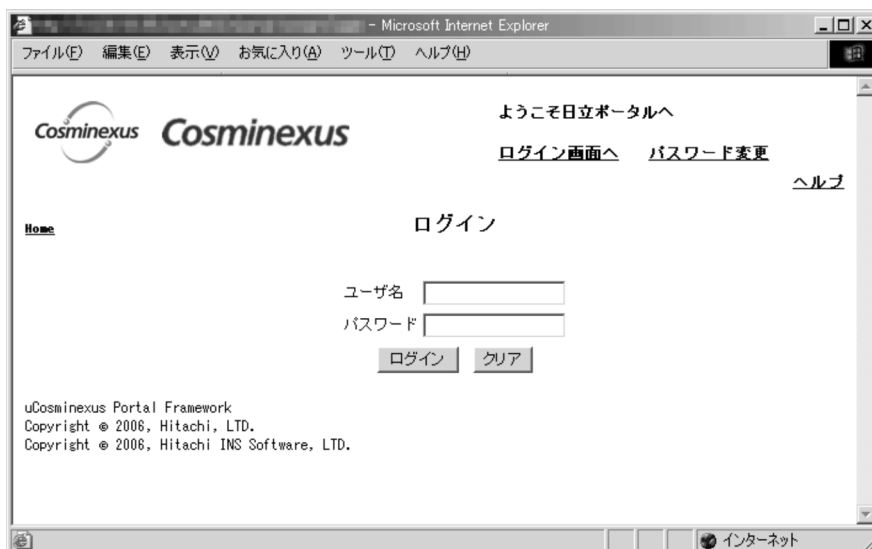 - Microsoft Internet Explorer
ファイル(F) 編集(E) 表示(V) お気に入り(A) ツール(T) ヘルプ(H)
Cosminexus Cosminexus
ようこそ日立ポータルへ
ログイン画面へ パスワード変更
ヘルプ
Home
ログイン
ユーザ名
パスワード
ログイン クリア
uCosminexus Portal Framework
Copyright © 2006, Hitachi, LTD.
Copyright © 2006, Hitachi INS Software, LTD.
インターネット